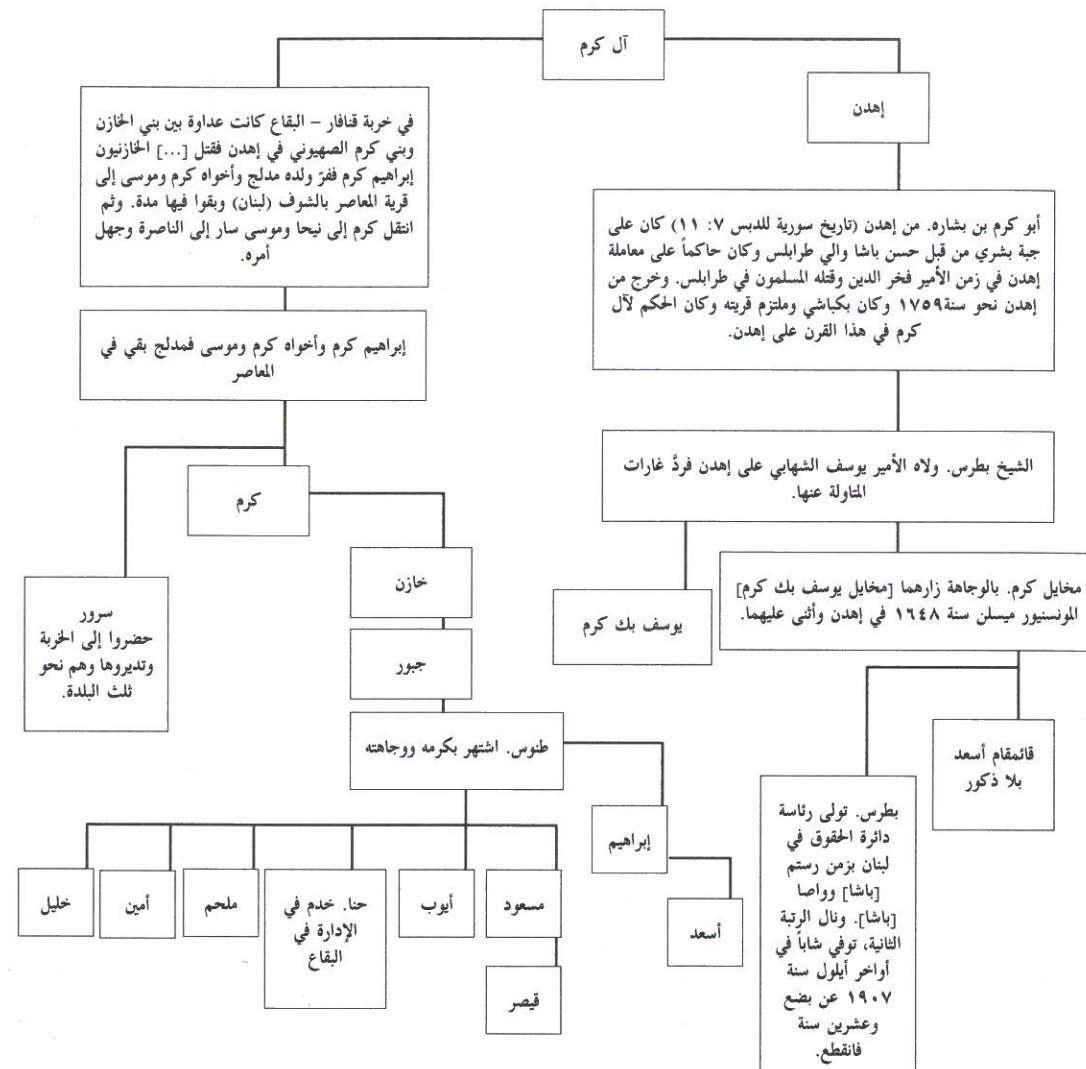 آل كرم
إهدن
أبو كرم بن بشاره. من إهدن (تاريخ سورية للدبس ٧: ١١) كان على
جبة بشري من قبل حسن باشا والي طرابلس وكان حاكماً على معاملة
إهدن في زمن الأمير فخر الدين وقتله المسلمون في طرابلس. وخرج من
إهدن نحو سنة١٧٥٩ وكان بكباشي وملتزم قريته وكان الحكم لآل
كرم في هذا القرن على إهدن.
الشيخ بطرس. ولاه الأمير يوسف الشهابي على إهدن فردَّ غارات
المتاولة عنها.
مخايل كرم. بالوجاهة زارهما [مخايل يوسف بك كرم]
المونسنيور ميسلن سنة ١٦٤٨ في إهدن وأثنى عليهما.
يوسف بك كرم
قائمقام أسعد
بلا ذكور
بطرس. تولى رئاسة
دائرة الحقوق في
لبنان بزمن رستم
[باشا] وواصا
[باشا]. ونال الرتبة
الثانية، توفي شاباً في
أواخر أيلول سنة
١٩٠٧ عن بضع
وعشرين سنة
فانقطع.
في خربة قنافار – البقاع كانت عداوة بين بني الخازن
وبني كرم الصهيوني في إهدن فقتل [...] الخازنيون
إبراهيم كرم ففرّ ولده مدلج وأخواه كرم وموسى إلى
قرية المعاصر بالشوف (لبنان) وبقوا فيها مدة. وثم
انتقل كرم إلى نيحا وموسى سار إلى الناصرة وجهل
أمره.
إبراهيم كرم وأخواه كرم وموسى فمدلج بقي في
المعاصر
كرم
سرور
حضروا إلى الخربة
وتديروها وهم نحو
ثلث البلدة.
خازن
جبور
طنوس. اشتهر بكرمه ووجاهته
إبراهيم
أسعد
مسعود
قيصر
أيوب
حنا. خدم في
الإدارة في
البقاع
ملحم
أمين
خليل